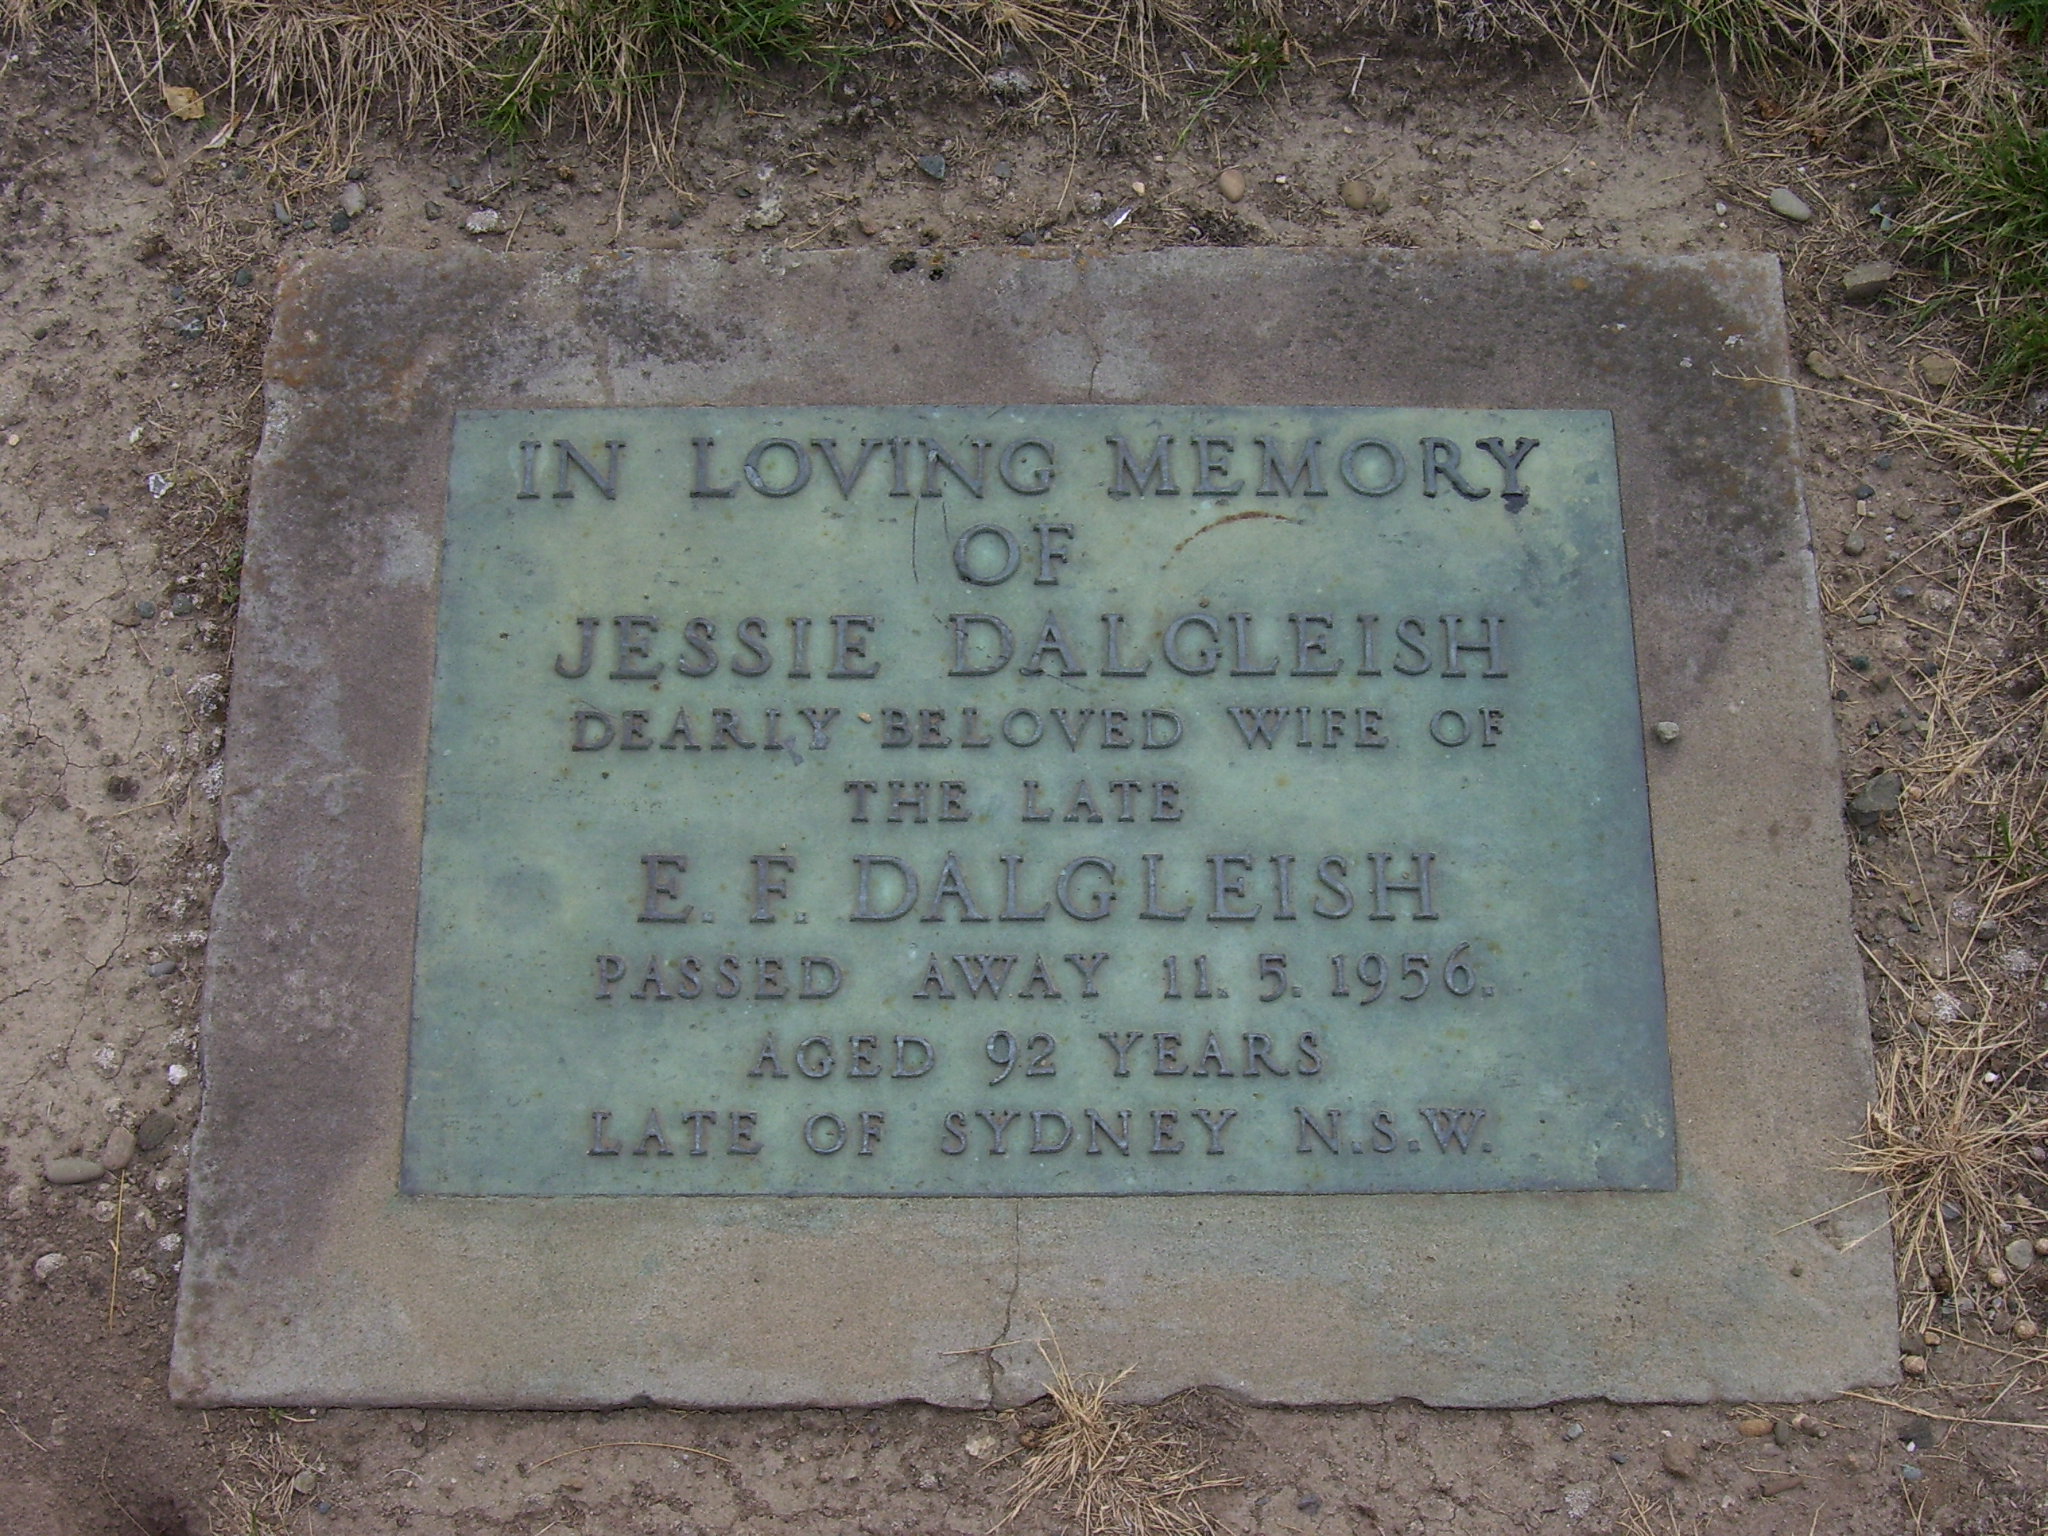 IN LOVING MEMORY
OF
JESSIE DALGLEISH
DEARLY BELOVED WIFE OF
THE LATE
E. F. DALGLEISH
PASSED AWAY 11. 5. 1956.
AGED 92 YEARS
LATE OF SYDNEY N.S.W.